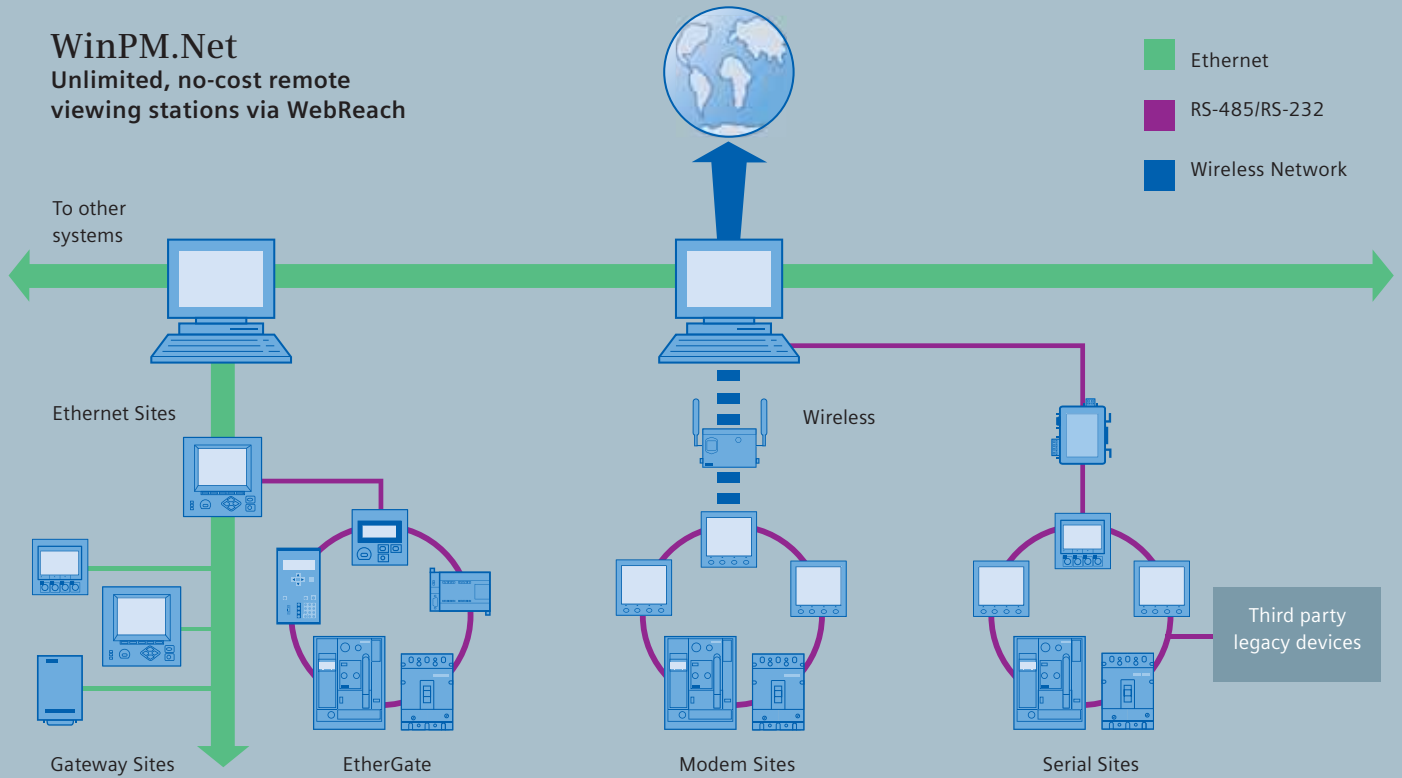 WinPM.Net
Unlimited, no-cost remote
viewing stations via WebReach
Ethernet
RS-485/RS-232
Wireless Network
To other
systems
Ethernet Sites
Wireless
Third party
legacy devices
Gateway Sites
EtherGate
Modem Sites
Serial Sites